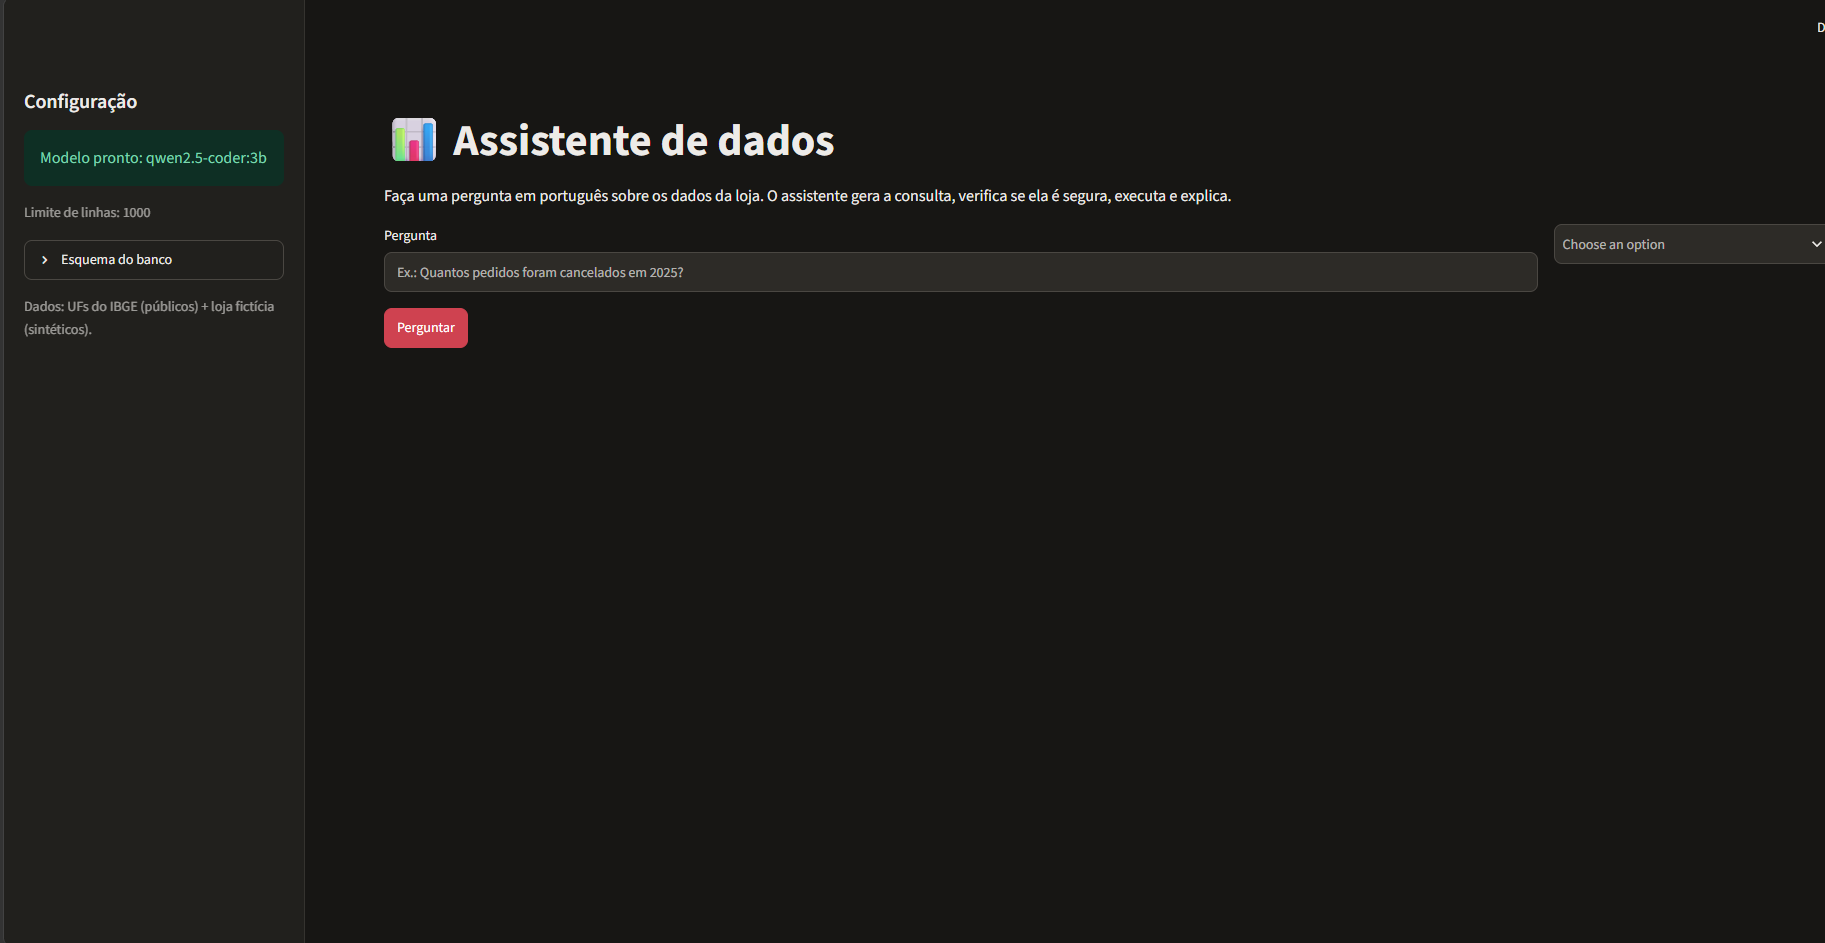 Configuração
Modelo pronto: qwen2.5-coder:3b
Limite de linhas: 1000
Esquema do banco
Dados: UFs do IBGE (públicos) + loja fictícia
(sintéticos).
D
Assistente de dados
Faça uma pergunta em português sobre os dados da loja. O assistente gera a consulta, verifica se ela é segura, executa e explica.
Pergunta
Ex.: Quantos pedidos foram cancelados em 2025?
Choose an option
Perguntar